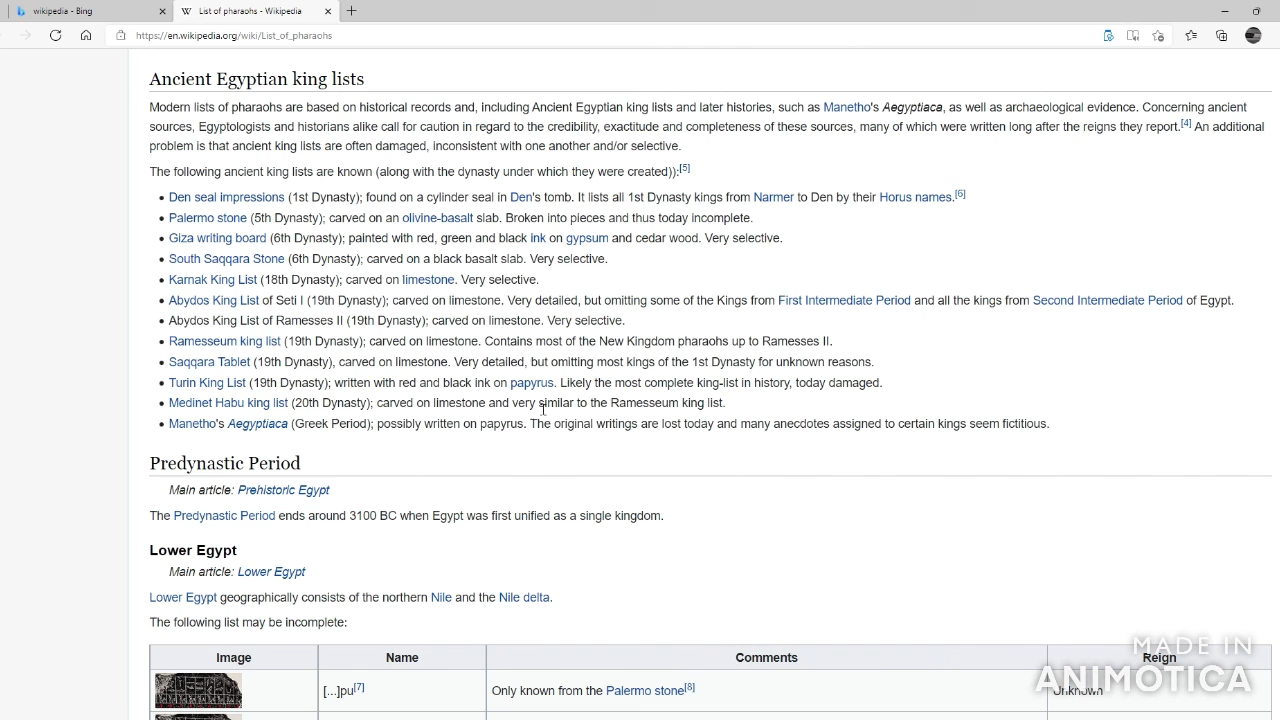 wikipedia - Bing
List of pharaohs - Wikipedia
https://en.wikipedia.org/wiki/List_of_pharaohs
Ancient Egyptian king lists
Modern lists of pharaohs are based on historical records and, including Ancient Egyptian king lists and later histories, such as Manetho's Aegyptiaca, as well as archaeological evidence. Concerning ancient
sources, Egyptologists and historians alike call for caution in regard to the credibility, exactitude and completeness of these sources, many of which were written long after the reigns they report.[4] An additional
problem is that ancient king lists are often damaged, inconsistent with one another and/or selective.
The following ancient king lists are known (along with the dynasty under which they were created)):[5]
• Den seal impressions (1st Dynasty); found on a cylinder seal in Den's tomb. It lists all 1st Dynasty kings from Narmer to Den by their Horus names.[6]
• Palermo stone (5th Dynasty); carved on an olivine-basalt slab. Broken into pieces and thus today incomplete.
• Giza writing board (6th Dynasty); painted with red, green and black ink on gypsum and cedar wood. Very selective.
• South Saqqara Stone (6th Dynasty); carved on a black basalt slab. Very selective.
• Karnak King List (18th Dynasty); carved on limestone. Very selective.
• Abydos King List of Seti I (19th Dynasty); carved on limestone. Very detailed, but omitting some of the Kings from First Intermediate Period and all the kings from Second Intermediate Period of Egypt.
• Abydos King List of Ramesses II (19th Dynasty); carved on limestone. Very selective.
• Ramesseum king list (19th Dynasty); carved on limestone. Contains most of the New Kingdom pharaohs up to Ramesses II.
• Saqqara Tablet (19th Dynasty), carved on limestone. Very detailed, but omitting most kings of the 1st Dynasty for unknown reasons.
• Turin King List (19th Dynasty); written with red and black ink on papyrus. Likely the most complete king-list in history, today damaged.
• Medinet Habu king list (20th Dynasty); carved on limestone and very similar to the Ramesseum king list.
• Manetho's Aegyptiaca (Greek Period); possibly written on papyrus. The original writings are lost today and many anecdotes assigned to certain kings seem fictitious.
Predynastic Period
Main article: Prehistoric Egypt
The Predynastic Period ends around 3100 BC when Egypt was first unified as a single kingdom.
Lower Egypt
Main article: Lower Egypt
Lower Egypt geographically consists of the northern Nile and the Nile delta.
The following list may be incomplete:
Image Name Comments Reign
[...]pu[7] Only known from the Palermo stone[8] Unknown
MADE IN
ANIMOTICA